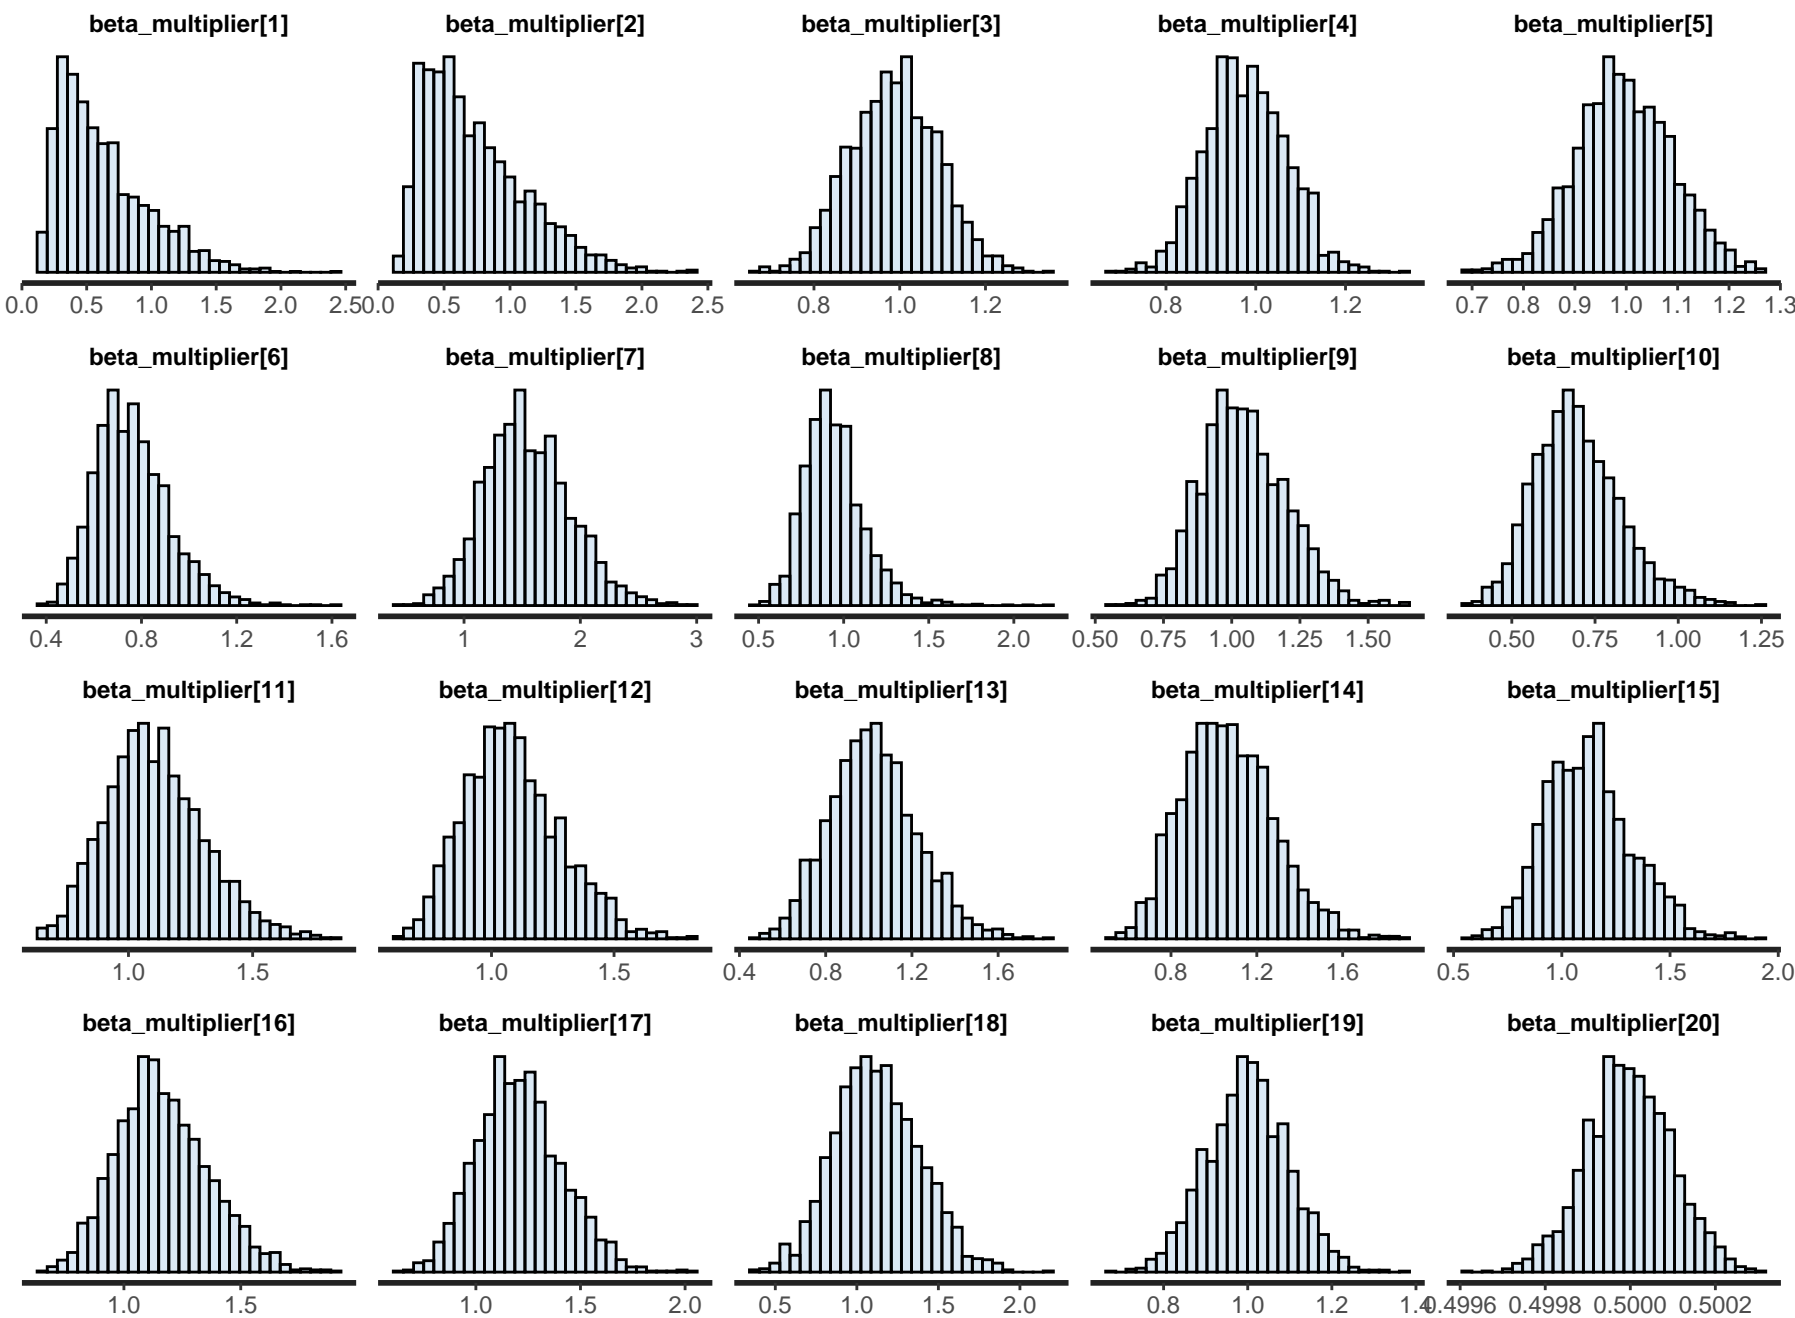 beta_multiplier[1] beta_multiplier[2] beta_multiplier[3] beta_multiplier[4] beta_multiplier[5]
0.0 0.5 1.0 1.5 2.0 2.5 0.0 0.5 1.0 1.5 2.0 2.5 0.8 1.0 1.2 0.8 1.0 1.2 0.7 0.8 0.9 1.0 1.1 1.2 1.3
beta_multiplier[6] beta_multiplier[7] beta_multiplier[8] beta_multiplier[9] beta_multiplier[10]
0.4 0.8 1.2 1.6 1 2 3 0.5 1.0 1.5 2.0 0.50 0.75 1.00 1.25 1.50 0.50 0.75 1.00 1.25
beta_multiplier[11] beta_multiplier[12] beta_multiplier[13] beta_multiplier[14] beta_multiplier[15]
1.0 1.5 1.0 1.5 0.4 0.8 1.2 1.6 0.8 1.2 1.6 0.5 1.0 1.5 2.0
beta_multiplier[16] beta_multiplier[17] beta_multiplier[18] beta_multiplier[19] beta_multiplier[20]
1.0 1.5 1.0 1.5 2.0 0.5 1.0 1.5 2.0 0.8 1.0 1.2 1.4 0.4996 0.4998 0.5000 0.5002